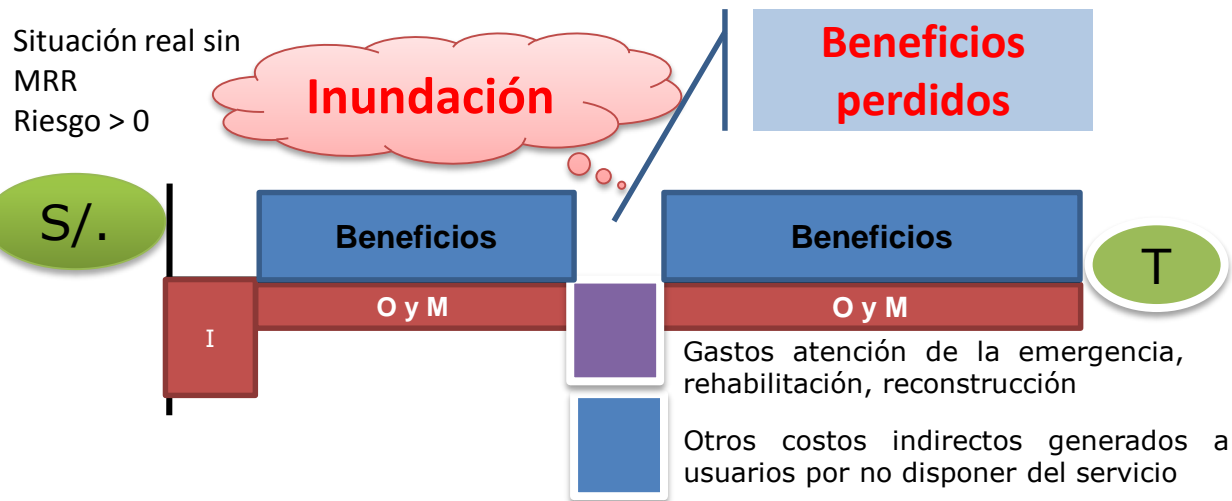 Situación real sin
MRR
Riesgo > 0
Inundación
Beneficios
perdidos
S/.
Beneficios
Beneficios
T
I
O y M
O y M
Gastos atención de la emergencia,
rehabilitación, reconstrucción
Otros costos indirectos generados a
usuarios por no disponer del servicio